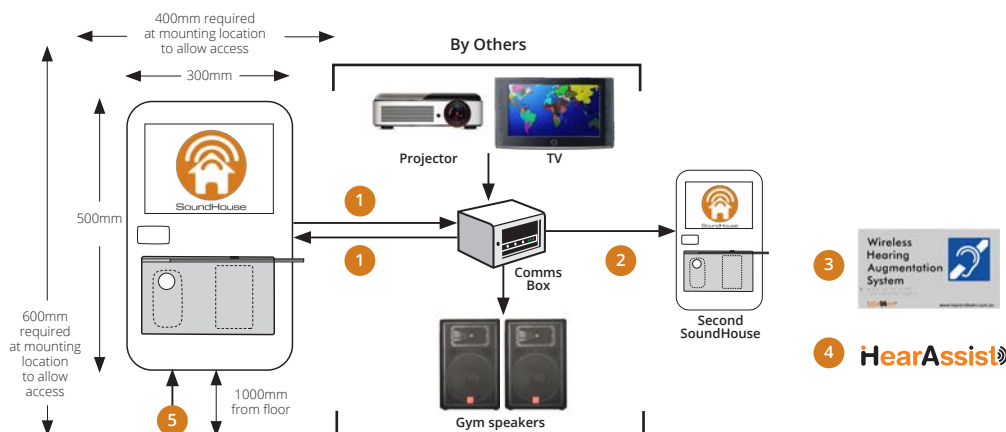 400mm required
at mounting location
to allow access
300mm
By Others
SoundHouse
Projector
TV
500mm
1
1
2
Comms
Box
SoundHouse
Second
SoundHouse
3
Wireless
Hearing
Augmentation
System
4
HearAssist
600mm
required
at mounting
location
to allow
access
5
1000mm
from floor
Gym speakers